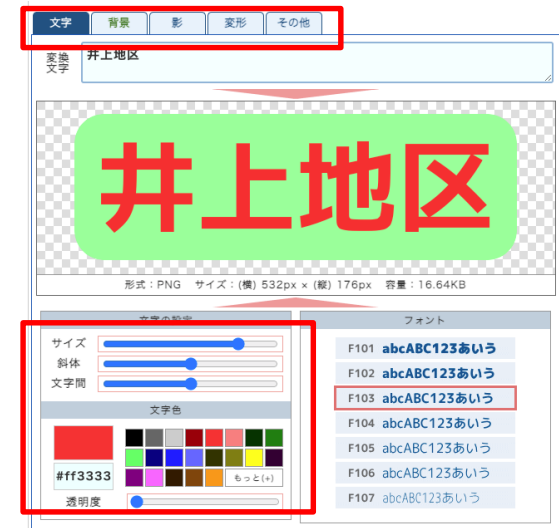 文字 背景 影 変形 その他
変換
文字
井上地区
井上地区
形式：PNG サイズ：(横) 532px × (縦) 176px 容量：16.64KB
文字の設定
サイズ
斜体
文字間
文字色
#ff3333
もっと(+)
透明度
フォント
F101 abcABC123あいう
F102 abcABC123あいう
F103 abcABC123あいう
F104 abcABC123あいう
F105 abcABC123あいう
F106 abcABC123あいう
F107 abcABC123あいう